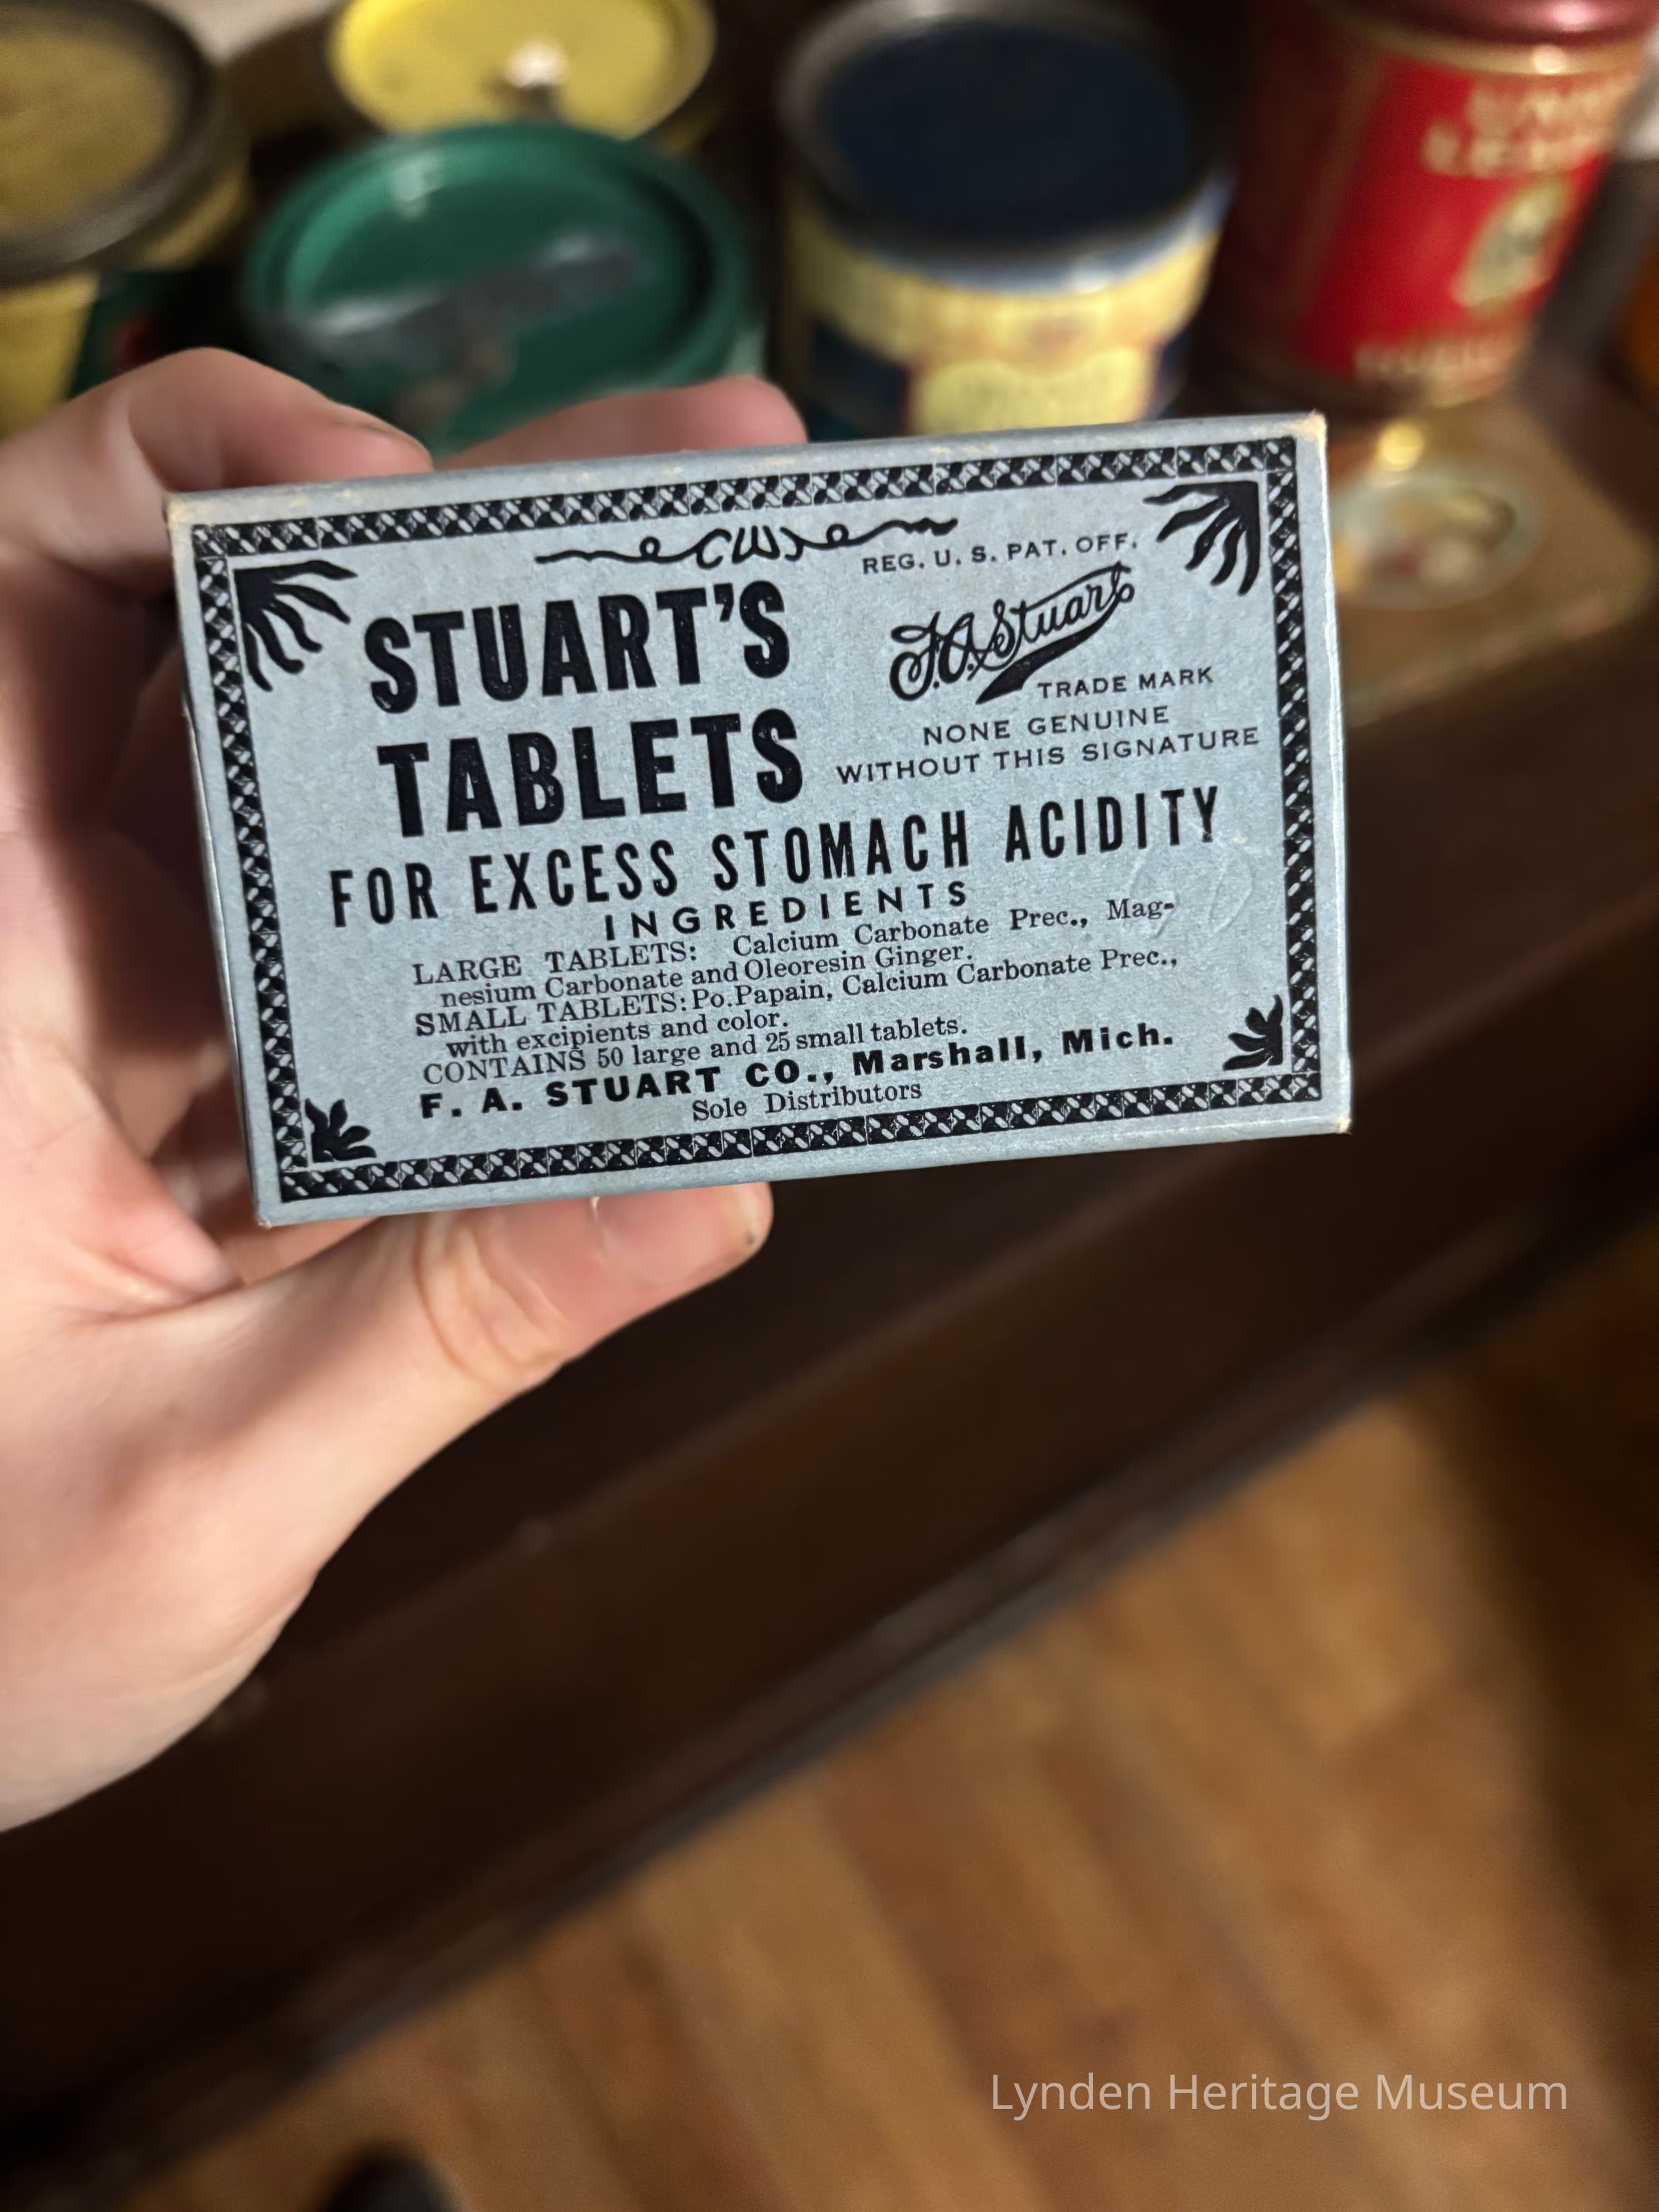 REG. U. S. PAT. OFF.
STUART'S
TABLETS
F.A. Stuart
TRADE MARK
NONE GENUINE
WITHOUT THIS SIGNATURE
FOR EXCESS STOMACH ACIDITY
INGREDIENTS
LARGE TABLETS: Calcium Carbonate Prec., Mag-
nesium Carbonate and Oleoresin Ginger.
SMALL TABLETS: Po. Papain, Calcium Carbonate Prec.,
with excipients and color.
CONTAINS 50 large and 25 small tablets.
F. A. STUART CO., Marshall, Mich.
Sole Distributors
Lynden Heritage Museum